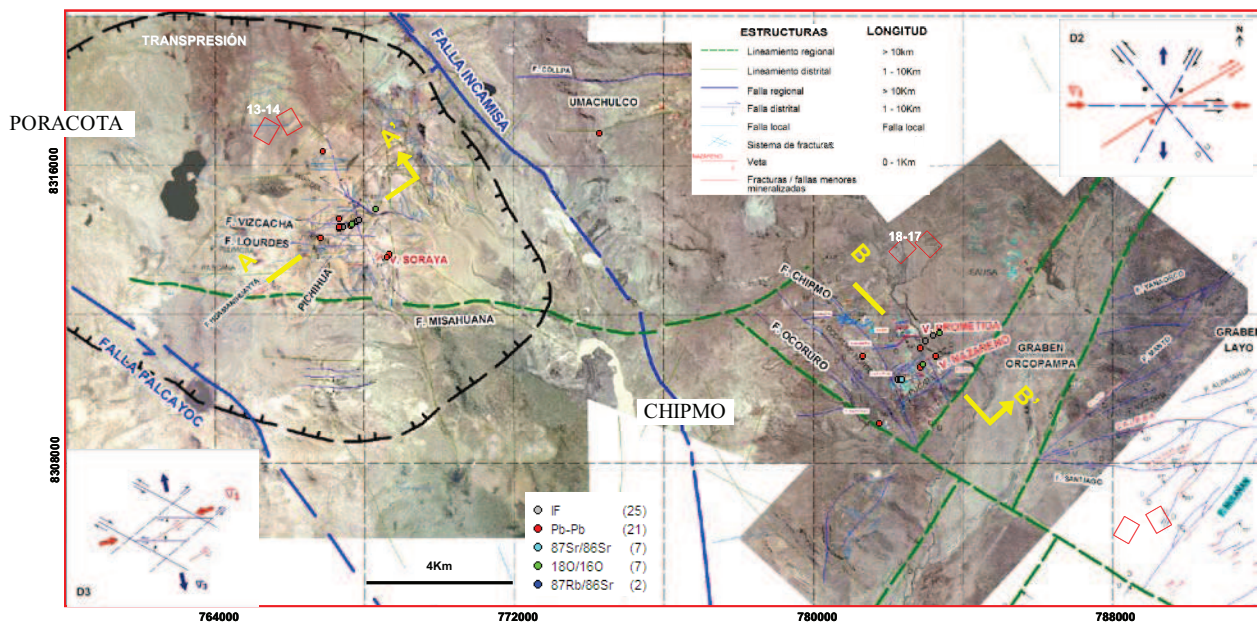 TRANSPRESIÓN
PORACOTA
13-14
FALLA INCAMISA
F. COLLPA
UMACHULCO
ESTRUCTURAS LONGITUD
Lineamiento regional > 10km
Lineamiento distrital 1 - 10Km
Falla regional > 10Km
Falla distrital 1 - 10Km
Falla local Falla local
Sistema de fracturas
Veta 0 - 1Km
Fracturas / fallas menores
mineralizadas
D2
N
8316000
A'
F. VIZCACHA
F. LOURDES
A
V. SORAYA
PICHIHUA
F. MISAHUANA
FALLA PALCAYOC
18-17
B
F. CHIPMO
F. OCORURO
V. PROMETIDA
V. NAZARENO
GRABEN
ORCOPAMPA
GRABEN
LAYO
B'
CHIPMO
8308000
F. SANTIAGO
D3
IF (25)
Pb-Pb (21)
87Sr/86Sr (7)
18O/16O (7)
87Rb/86Sr (2)
4Km
764000
772000
780000
788000